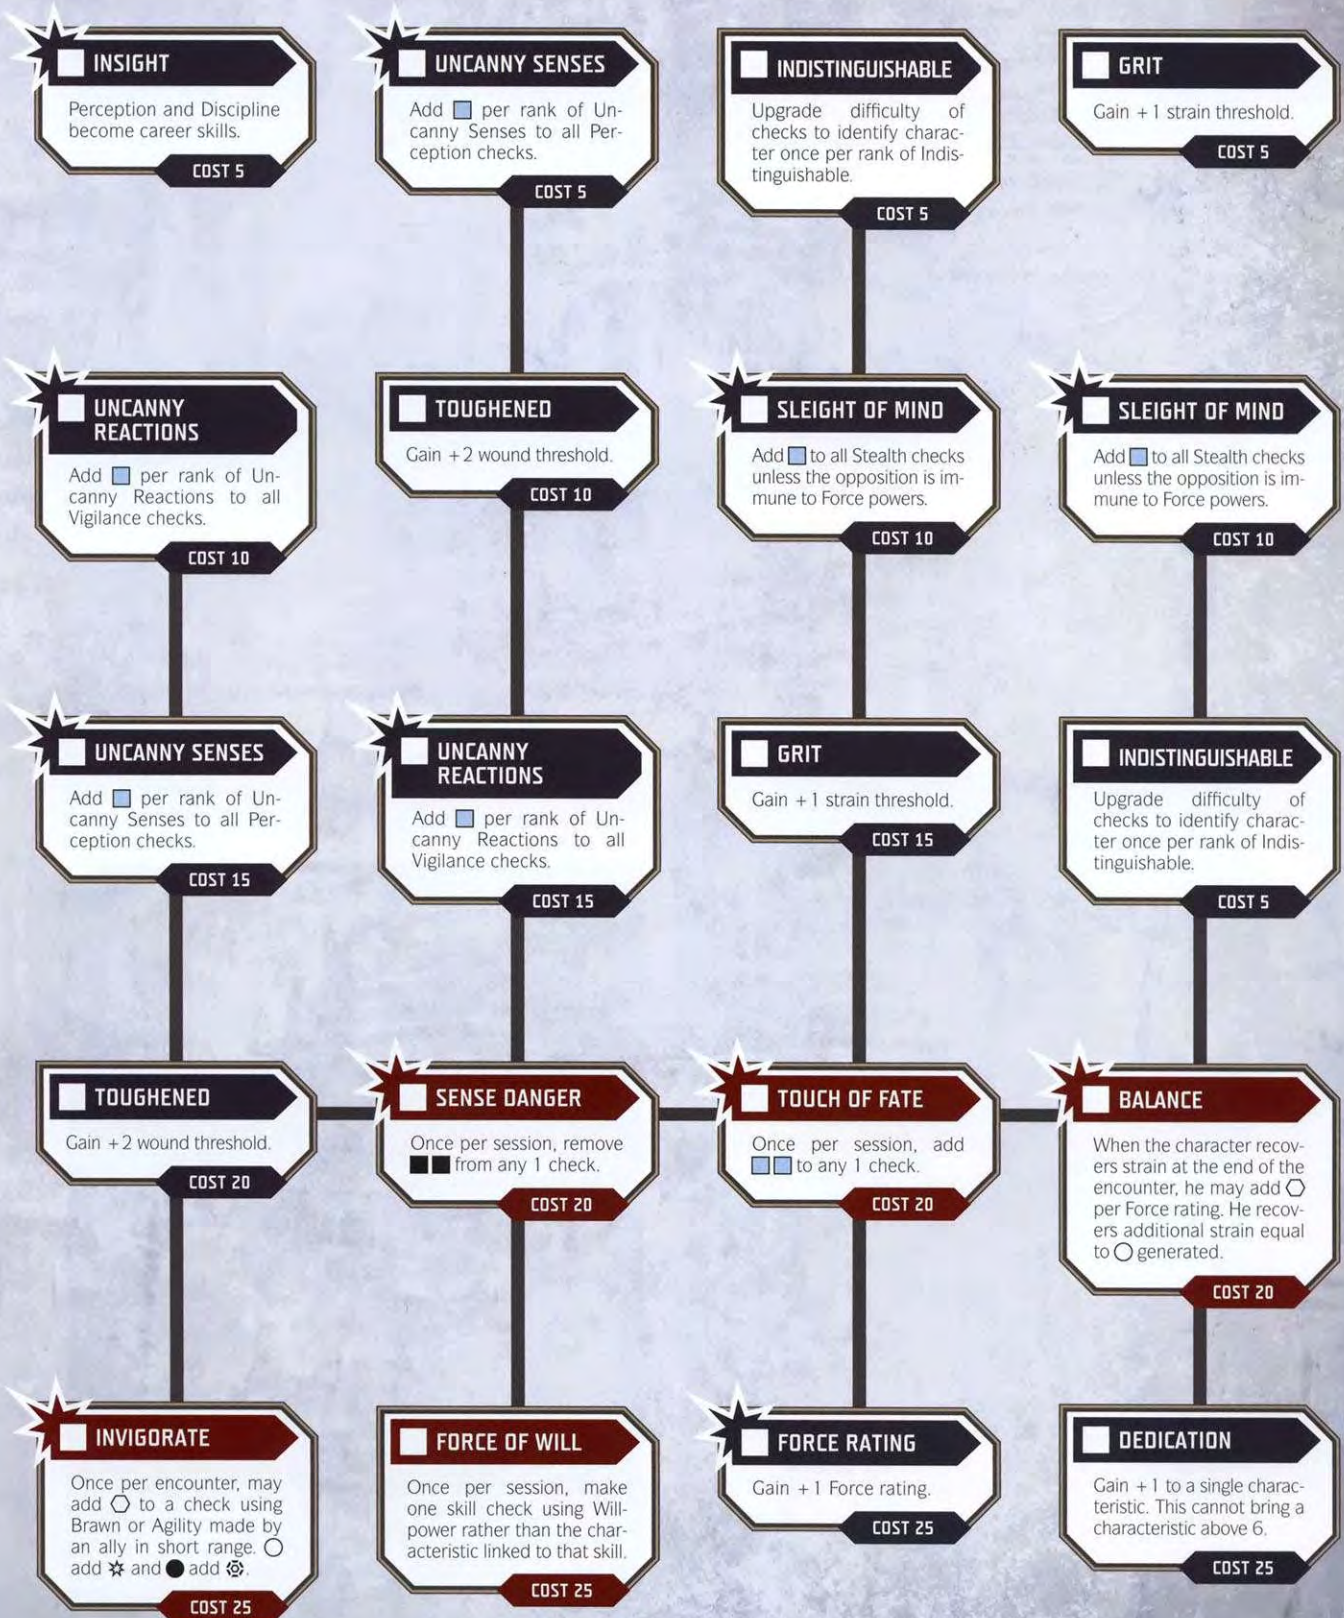 INSIGHT
Perception and Discipline
become career skills.
COST 5
UNCANNY SENSES
Add per rank of Un-
canny Senses to all Per-
ception checks.
COST 5
INDISTINGUISHABLE
Upgrade difficulty of
checks to identify charac-
ter once per rank of Indis-
tinguishable.
COST 5
GRIT
Gain +1 strain threshold.
COST 5
UNCANNY
REACTIONS
Add per rank of Un-
canny Reactions to all
Vigilance checks.
COST 10
TOUGHENED
Gain +2 wound threshold.
COST 10
SLEIGHT OF MIND
Add to all Stealth checks
unless the opposition is im-
mune to Force powers.
COST 10
SLEIGHT OF MIND
Add to all Stealth checks
unless the opposition is im-
mune to Force powers.
COST 10
UNCANNY SENSES
Add per rank of Un-
canny Senses to all Per-
ception checks.
COST 15
UNCANNY
REACTIONS
Add per rank of Un-
canny Reactions to all
Vigilance checks.
COST 15
GRIT
Gain +1 strain threshold.
COST 15
INDISTINGUISHABLE
Upgrade difficulty of
checks to identify charac-
ter once per rank of Indis-
tinguishable.
COST 5
TOUGHENED
Gain +2 wound threshold.
COST 20
SENSE DANGER
Once per session, remove
from any 1 check.
COST 20
TOUCH OF FATE
Once per session, add
to any 1 check.
COST 20
BALANCE
When the character recov-
ers strain at the end of the
encounter, he may add
per Force rating. He recov-
ers additional strain equal
to generated.
COST 20
INVIGORATE
Once per encounter, may
add to a check using
Brawn or Agility made by
an ally in short range.
add and add .
COST 25
FORCE OF WILL
Once per session, make
one skill check using Will-
power rather than the char-
acteristic linked to that skill.
COST 25
FORCE RATING
Gain +1 Force rating.
COST 25
DEDICATION
Gain +1 to a single charac-
teristic. This cannot bring a
characteristic above 6.
COST 25